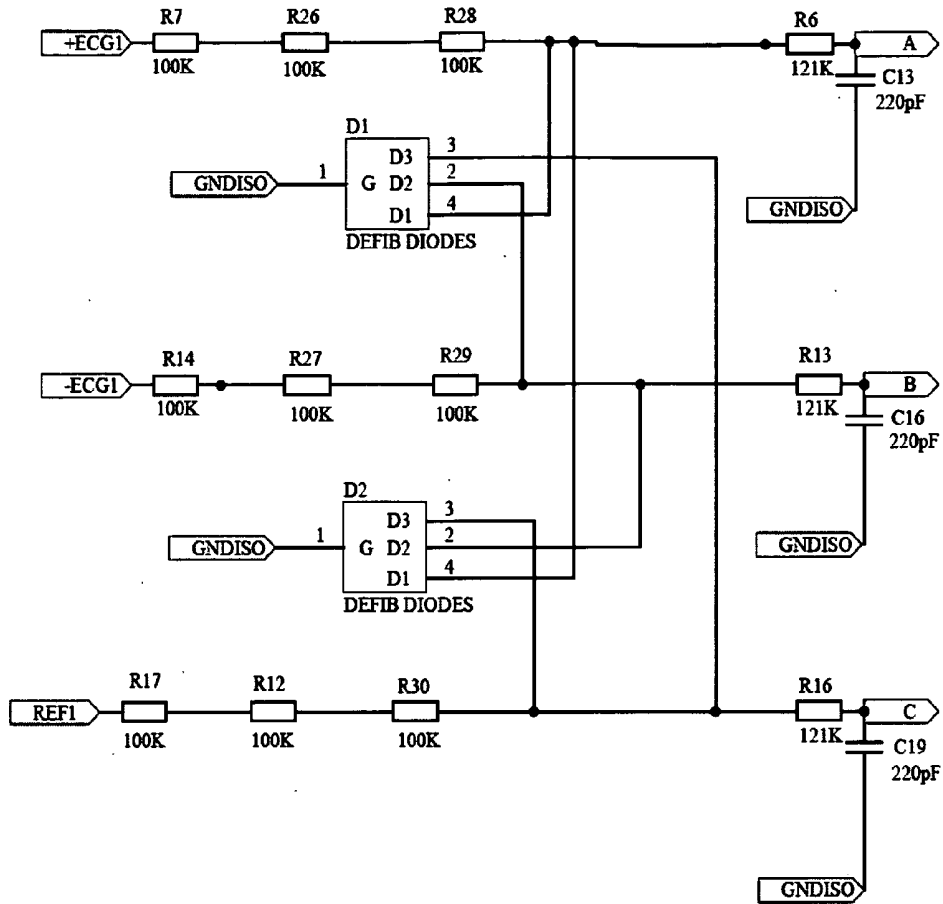 R7 R26 R28 R6
+ECG1 A
100K 100K 100K 121K C13
220pF
D1
D3 3
GNDISO 1 G D2 2
D1 4
GNDISO
DEFIB DIODES
R14 R27 R29 R13
-ECG1 B
100K 100K 100K 121K C16
220pF
D2
D3 3
GNDISO 1 G D2 2
GNDISO
D1 4
DEFIB DIODES
R17 R12 R30 R16
REF1 C
100K 100K 100K 121K C19
220pF
GNDISO